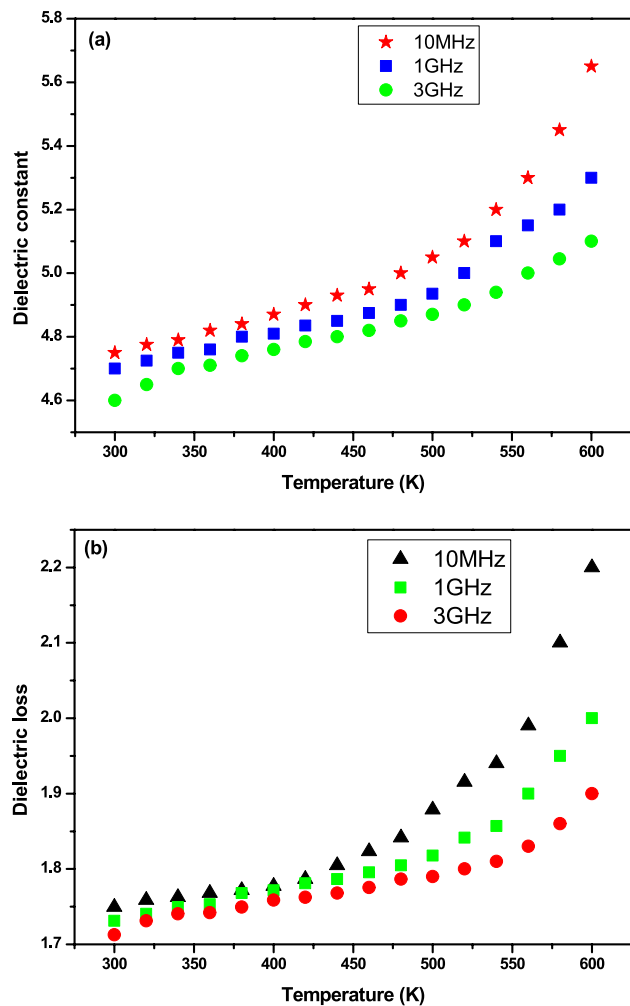 (a)
10MHz
1GHz
3GHz
Dielectric constant
5.8
5.6
5.4
5.2
5.0
4.8
4.6
300 350 400 450 500 550 600
Temperature (K)
(b)
10MHz
1GHz
3GHz
Dielectric loss
2.2
2.1
2.0
1.9
1.8
1.7
300 350 400 450 500 550 600
Temperature (K)